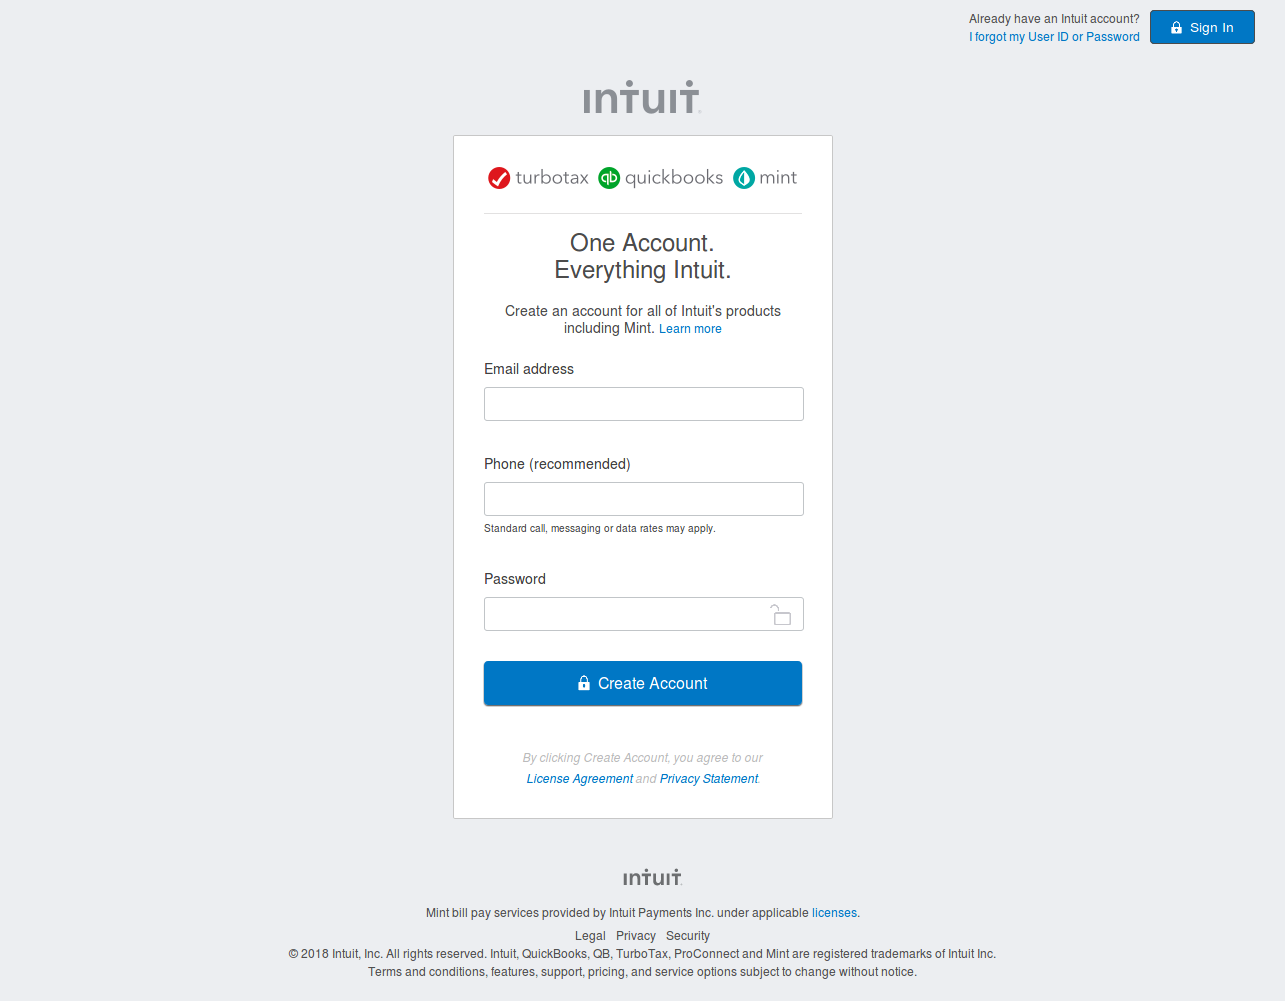 Already have an Intuit account?
I forgot my User ID or Password
Sign In
intuit
turbotax quickbooks mint
One Account.
Everything Intuit.
Create an account for all of Intuit's products
including Mint. Learn more
Email address
Phone (recommended)
Standard call, messaging or data rates may apply.
Password
Create Account
By clicking Create Account, you agree to our
License Agreement and Privacy Statement.
intuit
Mint bill pay services provided by Intuit Payments Inc. under applicable licenses.
Legal Privacy Security
© 2018 Intuit, Inc. All rights reserved. Intuit, QuickBooks, QB, TurboTax, ProConnect and Mint are registered trademarks of Intuit Inc.
Terms and conditions, features, support, pricing, and service options subject to change without notice.